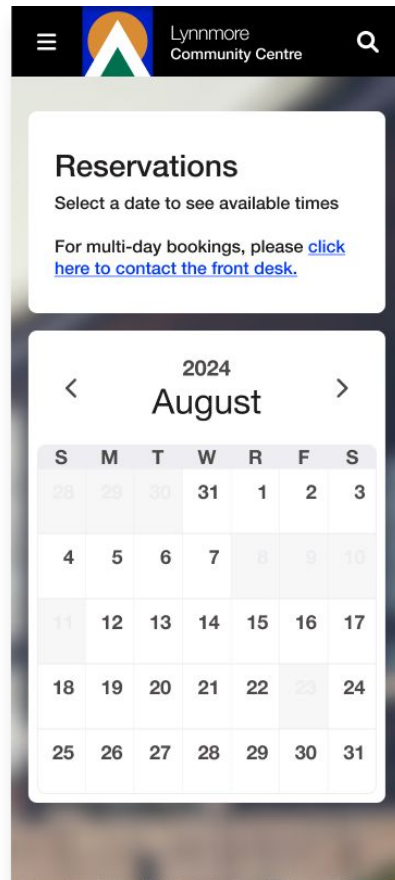 Lynnmore
Community Centre
Reservations
Select a date to see available times
For multi-day bookings, please click
here to contact the front desk.
2024
August
S M T W R F S
28 29 30 31 1 2 3
4 5 6 7 8 9 10
11 12 13 14 15 16 17
18 19 20 21 22 23 24
25 26 27 28 29 30 31